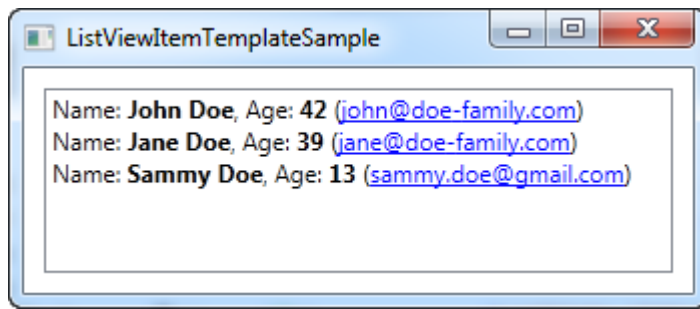 ListViewItemTemplateSample
Name: John Doe, Age: 42 (john@doe-family.com)
Name: Jane Doe, Age: 39 (jane@doe-family.com)
Name: Sammy Doe, Age: 13 (sammy.doe@gmail.com)